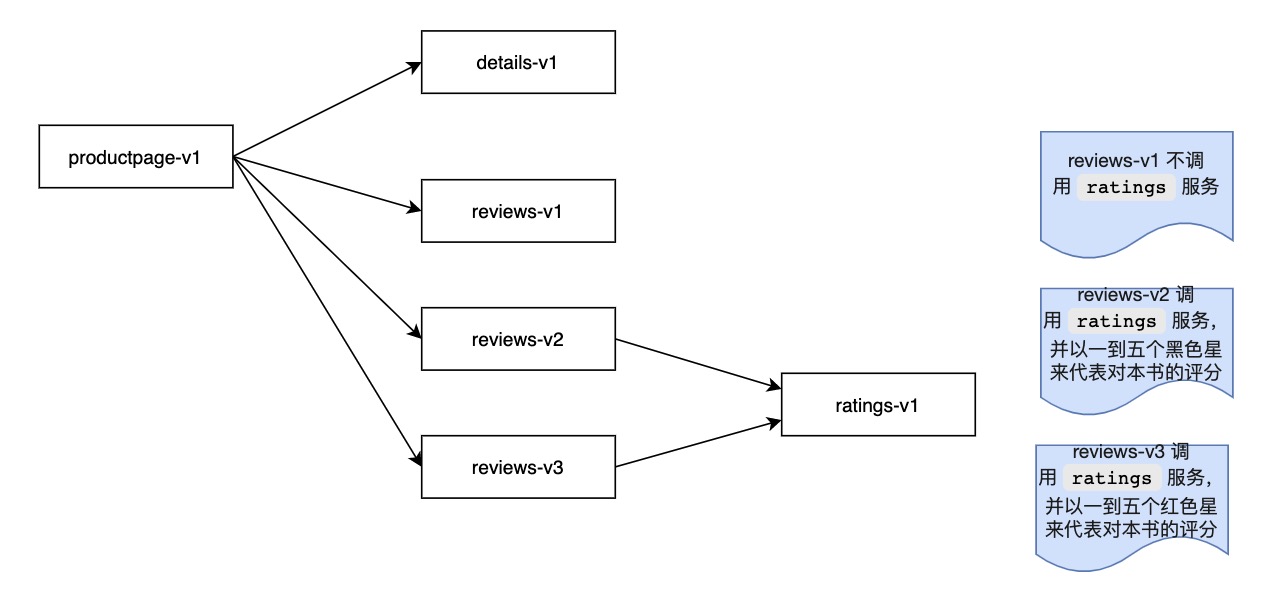 details-v1
productpage-v1
reviews-v1
reviews-v2
reviews-v3
ratings-v1
reviews-v1 不调
用 ratings 服务
reviews-v2 调
用 ratings 服务，
并以一到五个黑色星
来代表对本书的评分
reviews-v3 调
用 ratings 服务，
并以一到五个红色星
来代表对本书的评分